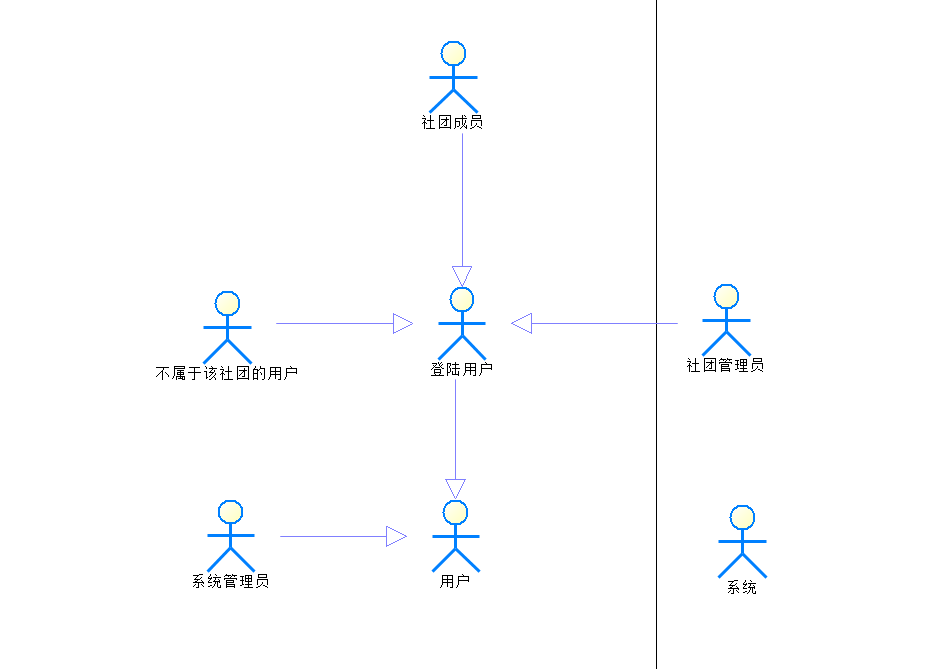 社团成员
不属于该社团的用户
登陆用户
社团管理员
系统管理员
用户
系统